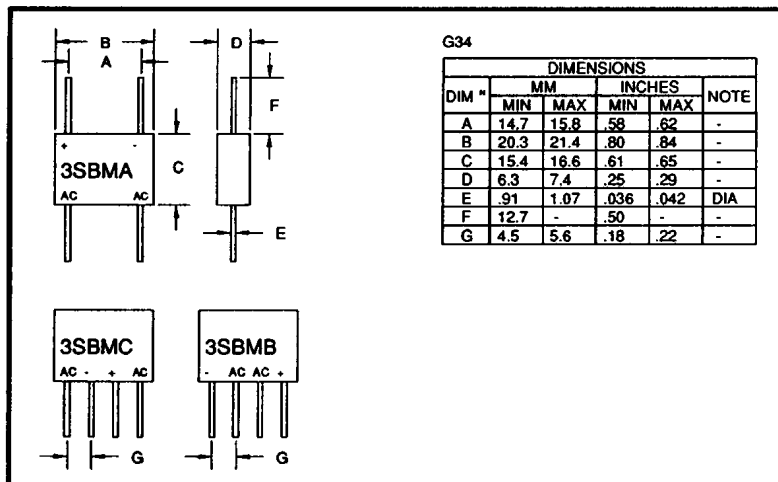 B
A
D
F
+ -
3SBMA
C
AC AC
E
3SBMC
AC - + AC
G
3SBMB
- AC AC +
G
G34
DIMENSIONS
DIM " MM INCHES NOTE
MIN MAX MIN MAX
A 14.7 15.8 .58 .62 -
B 20.3 21.4 .80 .84 -
C 15.4 16.6 .61 .65 -
D 6.3 7.4 .25 .29 -
E .91 1.07 .036 .042 DIA
F 12.7 - .50 - -
G 4.5 5.6 .18 .22 -